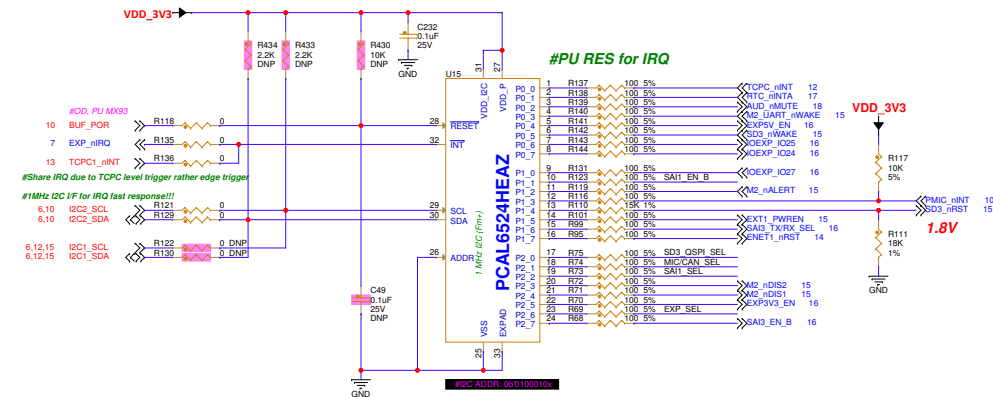 VDD_3V3
R434
2.2K
DNP
R433
2.2K
DNP
R430
10K
DNP
C232
0.1uF
25V
GND
#PU RES for IRQ
#OD, PU MX93
10 BUF_POR R118 0
7 EXP_nIRQ R135 0
13 TCPC1_nINT R136 0
#Share IRQ due to TCPC level trigger rather edge trigger
#1MHz I2C I/F for IRQ fast response!!!
6,10 I2C2_SCL R121 0
6,10 I2C2_SDA R129 0
6,12,15 I2C1_SCL R122 0 DNP
6,12,15 I2C1_SDA R130 0 DNP
C49
0.1uF
25V
DNP
GND
U15
31 VDD_I2C
27 VDD_P
28 RESET
32 INT
29 SCL
30 SDA
26 ADDR
1 MHz I2C (Fm+)
PCAL6524HEAZ
25 VSS
33 EXPAD
#I2C ADDR: 0b'0100010x
P0_0 1 R137 100 5% TCPC_nINT 12
P0_1 2 R138 100 5% RTC_nINTA 17
P0_2 3 R139 100 5% AUD_nMUTE 18
P0_3 4 R140 100 5% M2_UART_nWAKE 15
P0_4 5 R141 100 5% EXP5V_EN 16
P0_5 6 R142 100 5% SD3_nWAKE 15
P0_6 7 R143 100 5% IOEXP_IO25 16
P0_7 8 R144 100 5% IOEXP_IO24 16
P1_0 9 R131 100 5% IOEXP_IO27 16
P1_1 10 R123 100 5% SAI1_EN_B
P1_2 11 R119 100 5% M2_nALERT 15
P1_3 12 R116 100 5% PMIC_nINT 10
P1_4 13 R110 15K 1% SD3_nRST 15
P1_5 14 R101 100 5% EXT1_PWREN 15
P1_6 15 R99 100 5% SAI3_TX/RX_SEL 16
P1_7 16 R95 100 5% ENET1_nRST 14
P2_0 17 R75 100 5% SD3_QSPI_SEL
P2_1 18 R74 100 5% MIC/CAN_SEL
P2_2 19 R73 100 5% SAI1_SEL
P2_3 20 R72 100 5% M2_nDIS2 15
P2_4 21 R71 100 5% M2_nDIS1 15
P2_5 22 R70 100 5% EXP3V3_EN 16
P2_6 23 R69 100 5% EXP_SEL
P2_7 24 R68 100 5% SAI3_EN_B 16
VDD_3V3
R117
10K
5%
1.8V
R111
18K
1%
GND